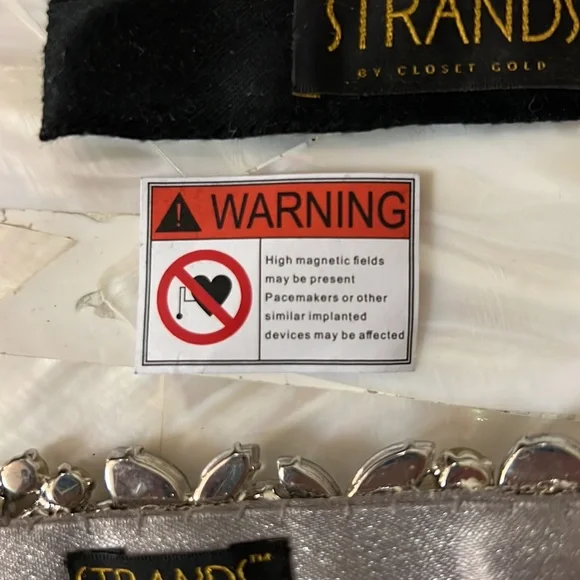 STRANDS
BY CLOSET GOLD
WARNING
High magnetic fields
may be present
Pacemakers or other
similar implanted
devices may be affected
STRANDS™